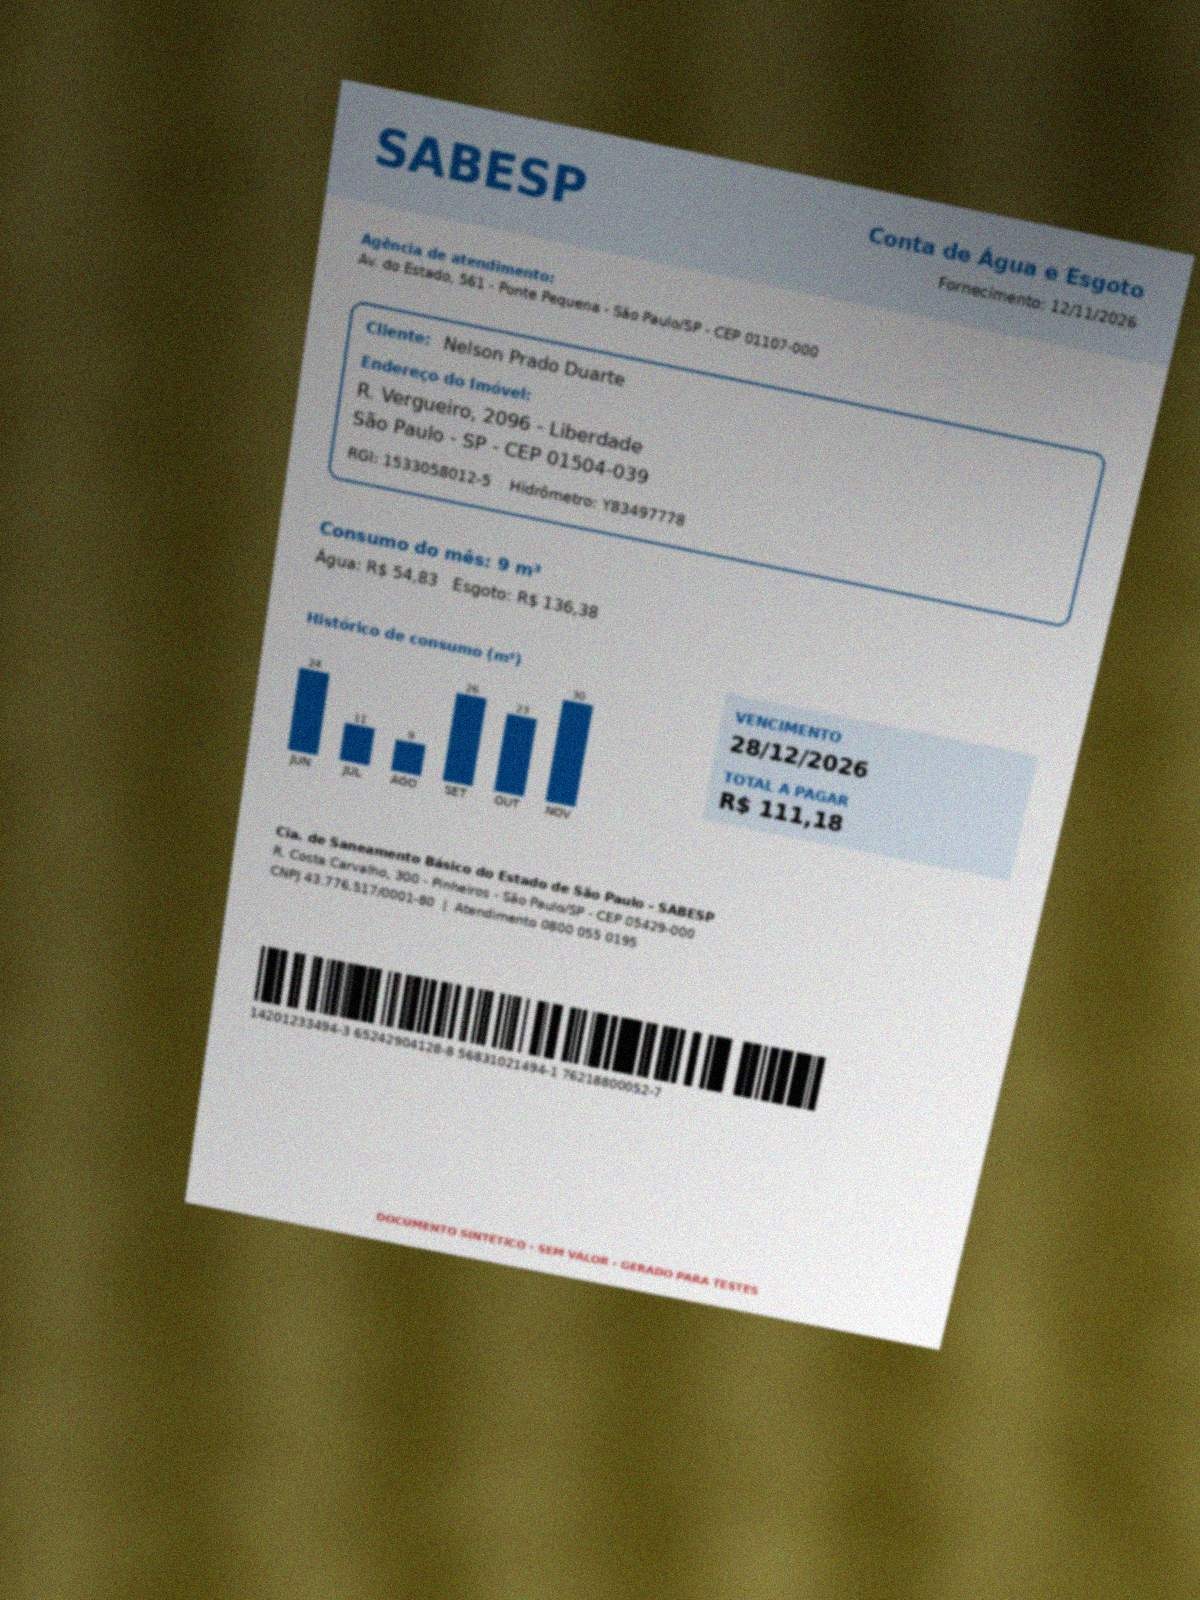 SABESP
Conta de Água e Esgoto
Fornecimento: 12/11/2026
Agência de atendimento:
Av. do Estado, 561 - Ponte Pequena - São Paulo/SP - CEP 01107-000
Cliente: Nelson Prado Duarte
Endereço do Imóvel:
R. Vergueiro, 2096 - Liberdade
São Paulo - SP - CEP 01504-039
RGI: 1533058012-5 Hidrômetro: Y83497778
Consumo do mês: 9 m³
Água: R$ 54,83 Esgoto: R$ 136,38
Histórico de consumo (m³)
24 11 9 26 23 30
JUN JUL AGO SET OUT NOV
VENCIMENTO
28/12/2026
TOTAL A PAGAR
R$ 111,18
Cia. de Saneamento Básico do Estado de São Paulo - SABESP
R. Costa Carvalho, 300 - Pinheiros - São Paulo/SP - CEP 05429-000
CNPJ 43.776.517/0001-80 | Atendimento 0800 055 0195
14201233494-3 65242904128-8 56831021494-1 76218800052-7
DOCUMENTO SINTÉTICO - SEM VALOR - GERADO PARA TESTES